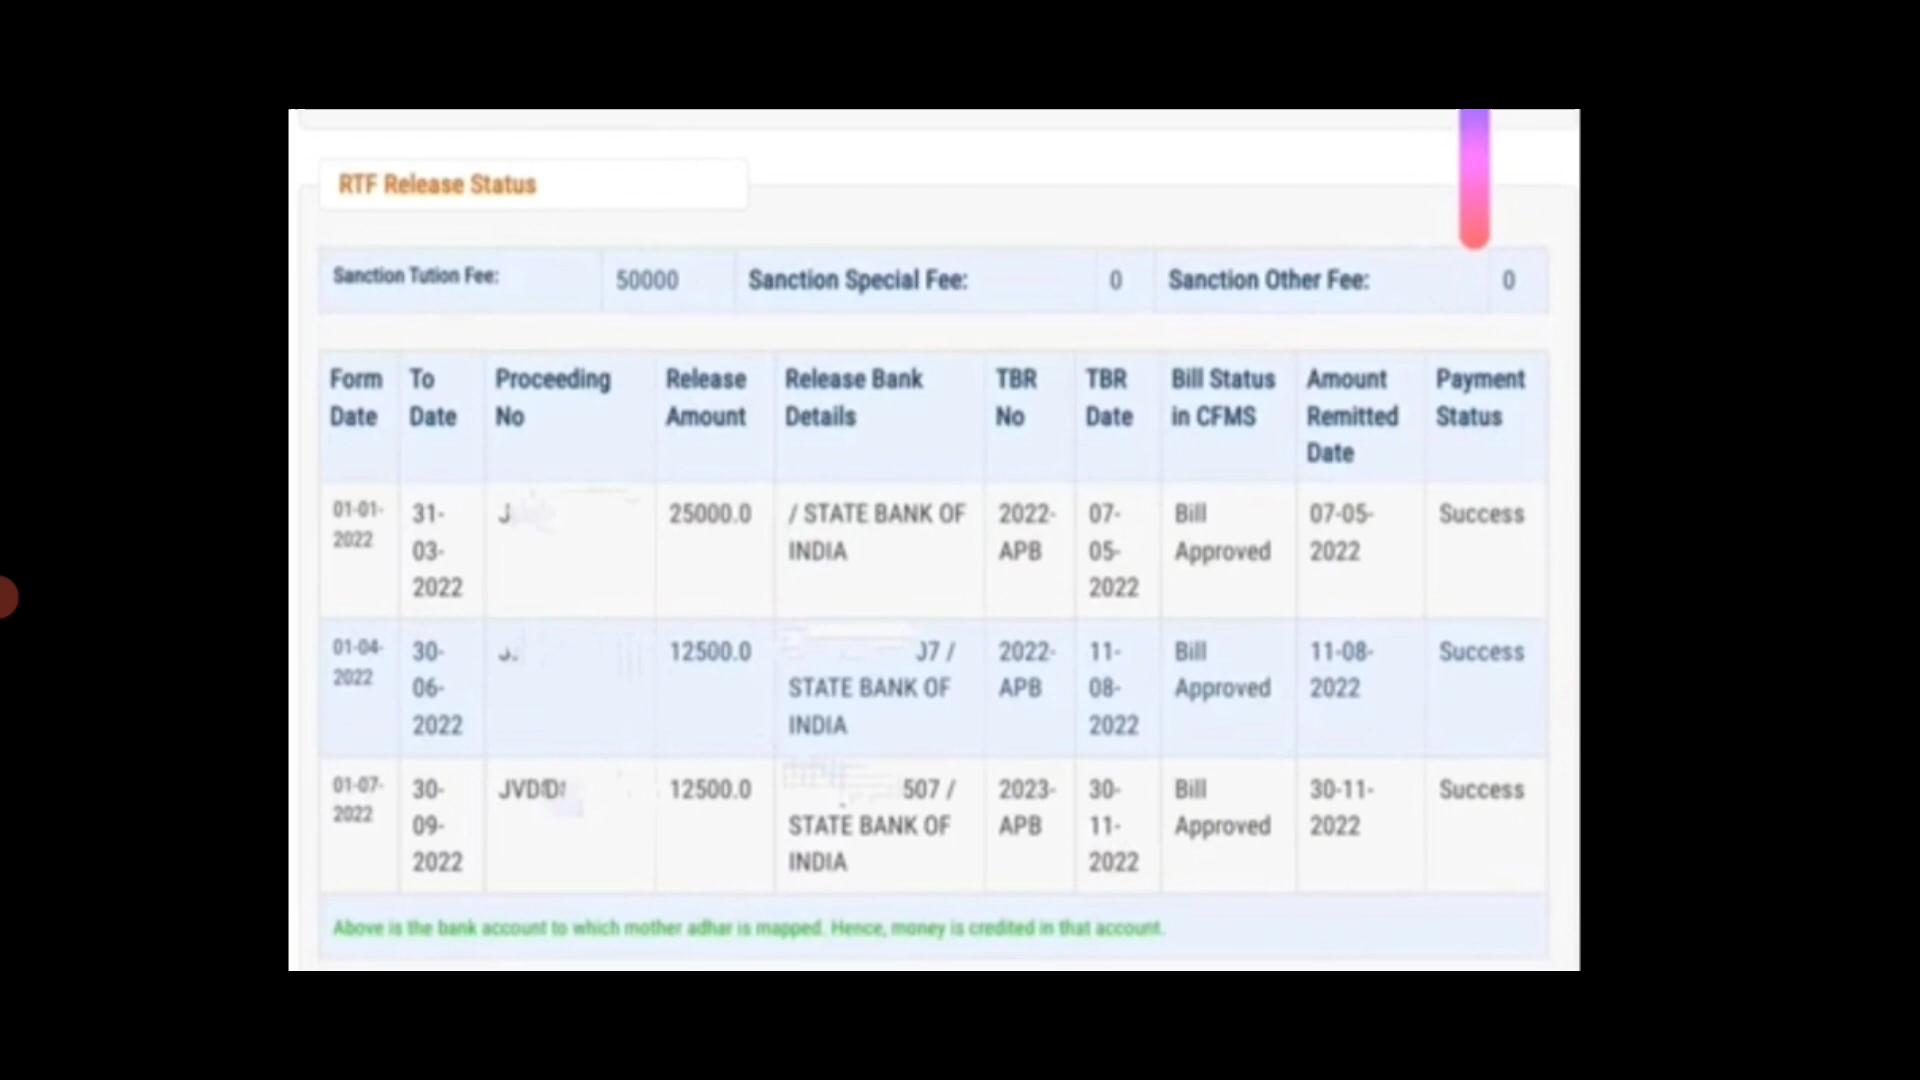 RTF Release Status
Sanction Tution Fee: 50000 Sanction Special Fee: 0 Sanction Other Fee: 0
Form Date To Date Proceeding No Release Amount Release Bank Details TBR No TBR Date Bill Status in CFMS Amount Remitted Date Payment Status
01-01-2022 31-03-2022 25000.0 / STATE BANK OF INDIA 2022-APB 07-05-2022 Bill Approved 07-05-2022 Success
01-04-2022 30-06-2022 12500.0 / STATE BANK OF INDIA 2022-APB 11-08-2022 Bill Approved 11-08-2022 Success
01-07-2022 30-09-2022 12500.0 507 / STATE BANK OF INDIA 2023-APB 30-11-2022 Bill Approved 30-11-2022 Success
Above is the bank account to which mother adhar is mapped. Hence, money is credited in that account.